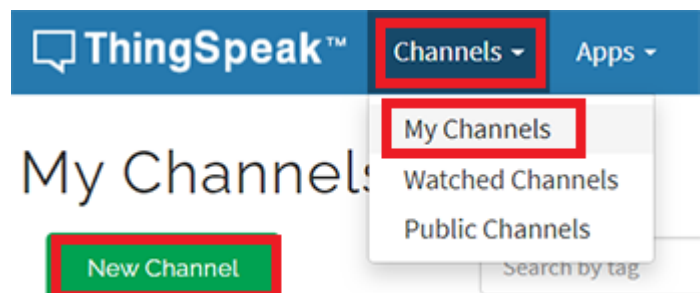 ThingSpeak™ Channels Apps
My Channels
My Channels
Watched Channels
Public Channels
New Channel
Search by tag